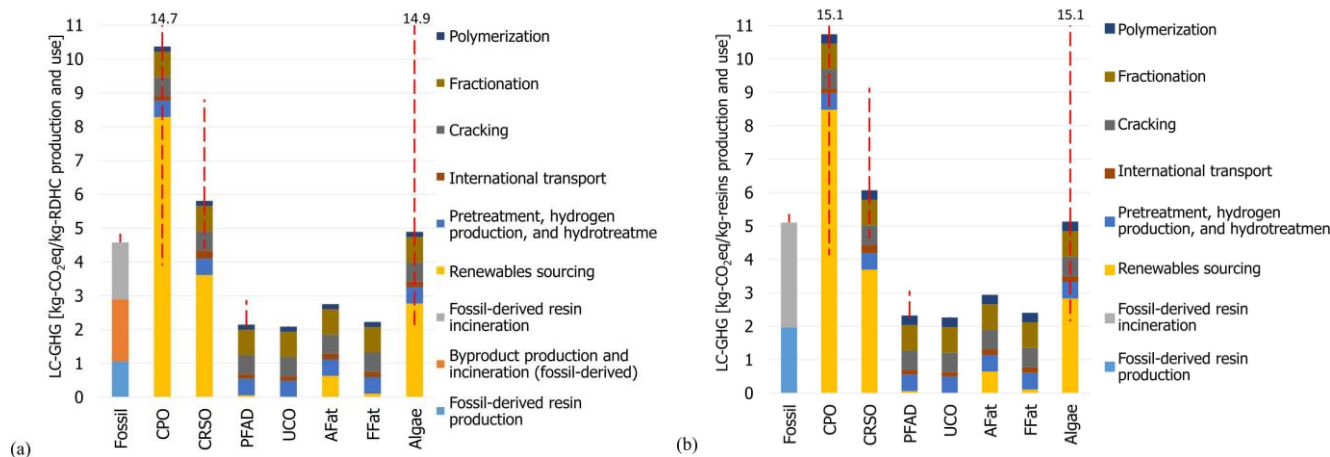 14.7
14.9
LC-GHG [kg-CO₂eq/kg-RDHC production and use]
11
10
9
8
7
6
5
4
3
2
1
0
Fossil
CPO
CRSO
PFAD
UCO
AFat
FFat
Algae
Polymerization
Fractionation
Cracking
International transport
Pretreatment, hydrogen
production, and hydrotreatme
Renewables sourcing
Fossil-derived resin
incineration
Byproduct production and
incineration (fossil-derived)
Fossil-derived resin
production
(a)
15.1
15.1
LC-GHG [kg-CO₂eq/kg-resins production and use]
11
10
9
8
7
6
5
4
3
2
1
0
Fossil
CPO
CRSO
PFAD
UCO
AFat
FFat
Algae
Polymerization
Fractionation
Cracking
International transport
Pretreatment, hydrogen
production, and hydrotreatmen
Renewables sourcing
Fossil-derived resin
incineration
Fossil-derived resin
production
(b)